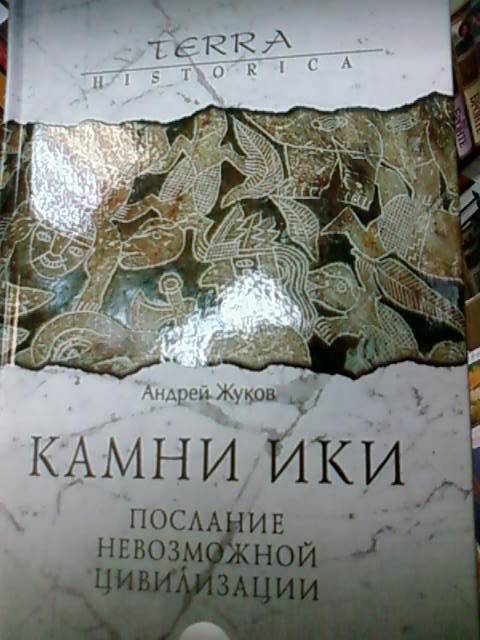 TERRA
HISTORICA
Андрей Жуков
КАМНИ ИКИ
ПОСЛАНИЕ
НЕВОЗМОЖНОЙ
ЦИВИЛИЗАЦИИ